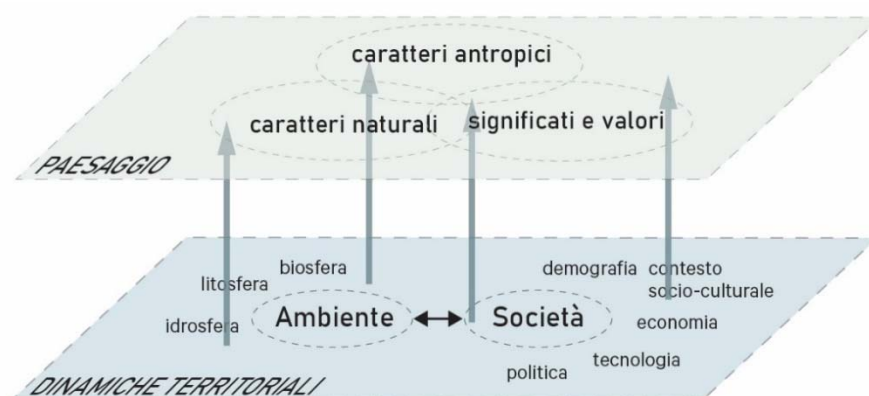 caratteri antropici
caratteri naturali
significati e valori
PAESAGGIO
biosfera
demografia
contesto
socio-culturale
litosfera
idrosfera
Ambiente
Società
economia
tecnologia
politica
DINAMICHE TERRITORIALI